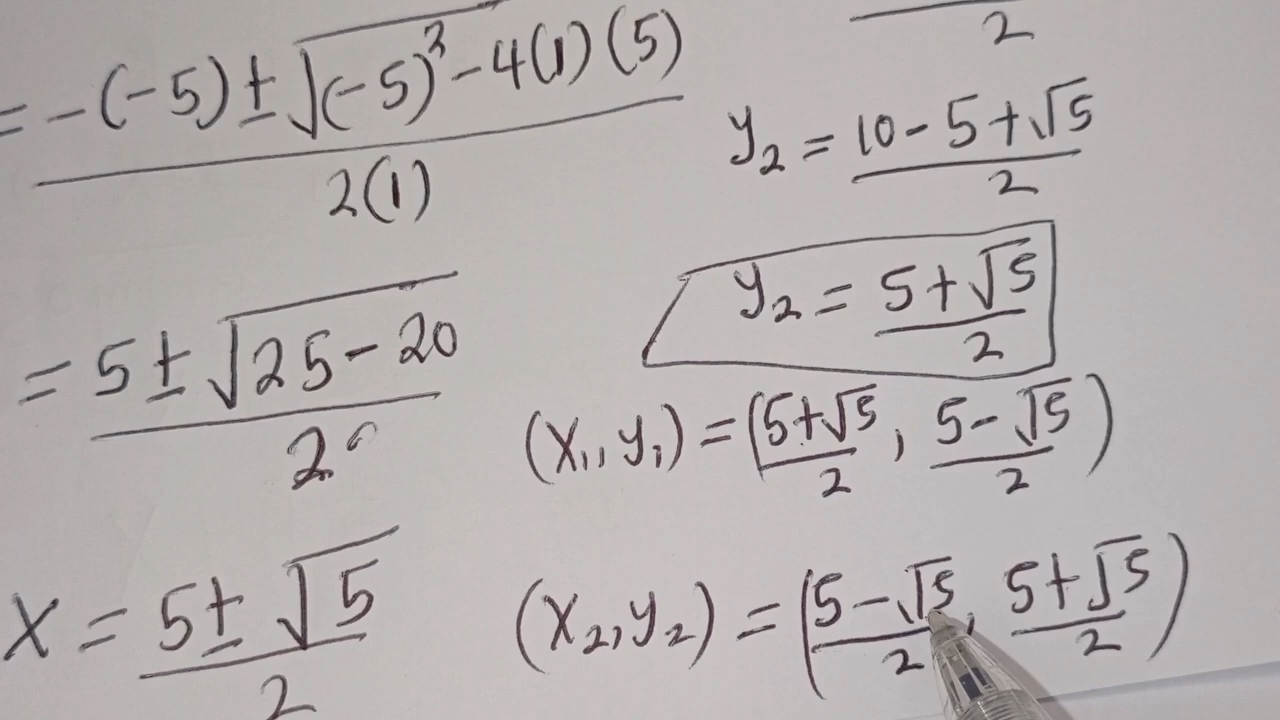 = -(-5) ± √(-5)³ - 4(1)(5)
2(1)
= 5 ± √25 - 20
2
x = 5 ± √5
2
2
y₂ = 10 - 5 + √5
2
y₂ = 5 + √5
2
(x₁, y₁) = (5+√5/2, 5-√5/2)
(x₂, y₂) = (5-√5/2, 5+√5/2)